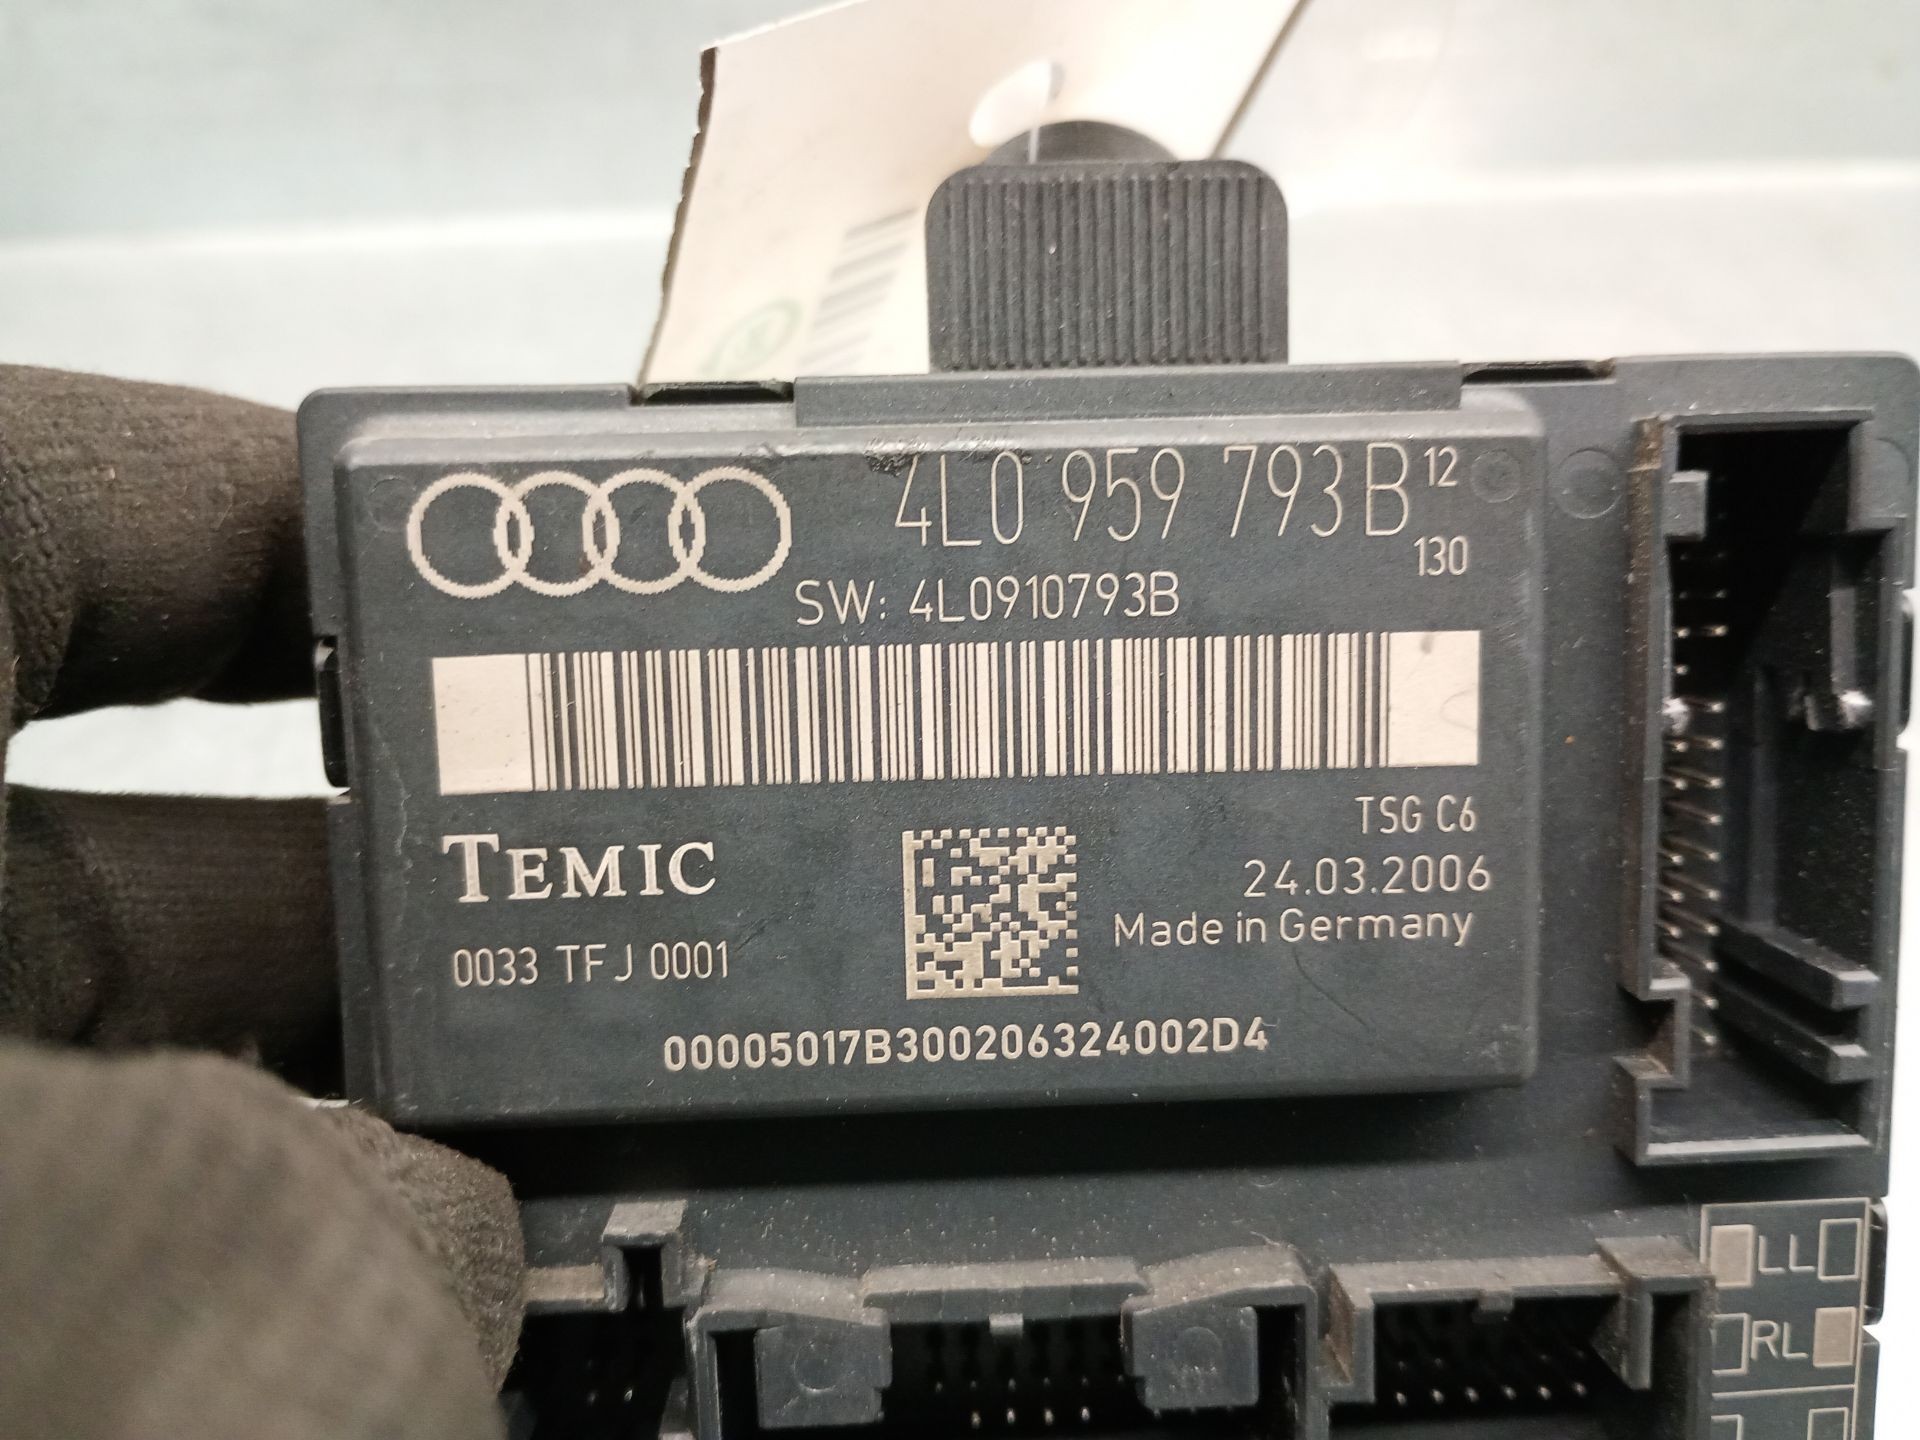 4L0 959 793 B 12
130
SW: 4L0910793B
TSG C6
TEMIC
24.03.2006
Made in Germany
0033 TFJ 0001
00005017B300206324002D4
LL
RL